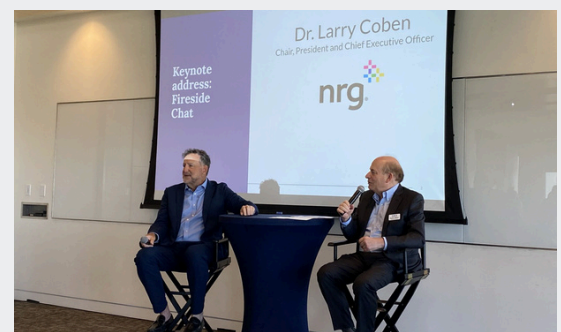 Keynote
address:
Fireside
Chat
Dr. Larry Coben
Chair, President and Chief Executive Officer
nrg